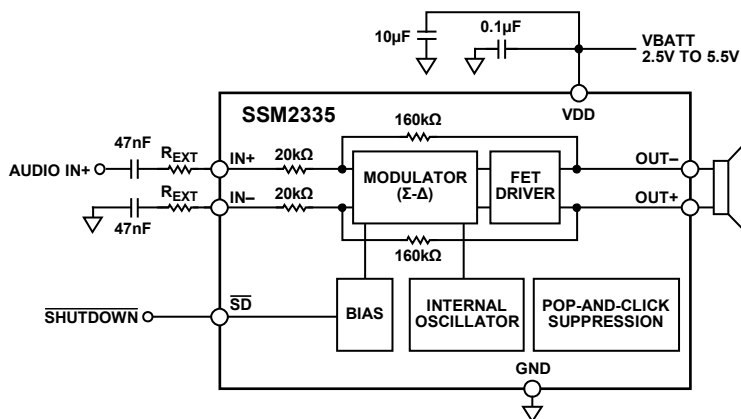 10µF
0.1µF
VBATT
2.5V TO 5.5V
VDD
SSM2335
160kΩ
47nF
REXT
IN+
20kΩ
AUDIO IN+
MODULATOR
(Σ-Δ)
FET
DRIVER
OUT–
47nF
REXT
IN–
20kΩ
OUT+
160kΩ
SHUTDOWN
SD
BIAS
INTERNAL
OSCILLATOR
POP-AND-CLICK
SUPPRESSION
GND